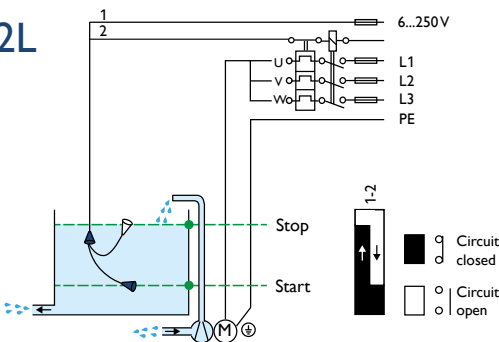 2L
1
2
6...250 V
U
V
W
L1
L2
L3
PE
Stop
Start
M
1-2
Circuit
closed
Circuit
open